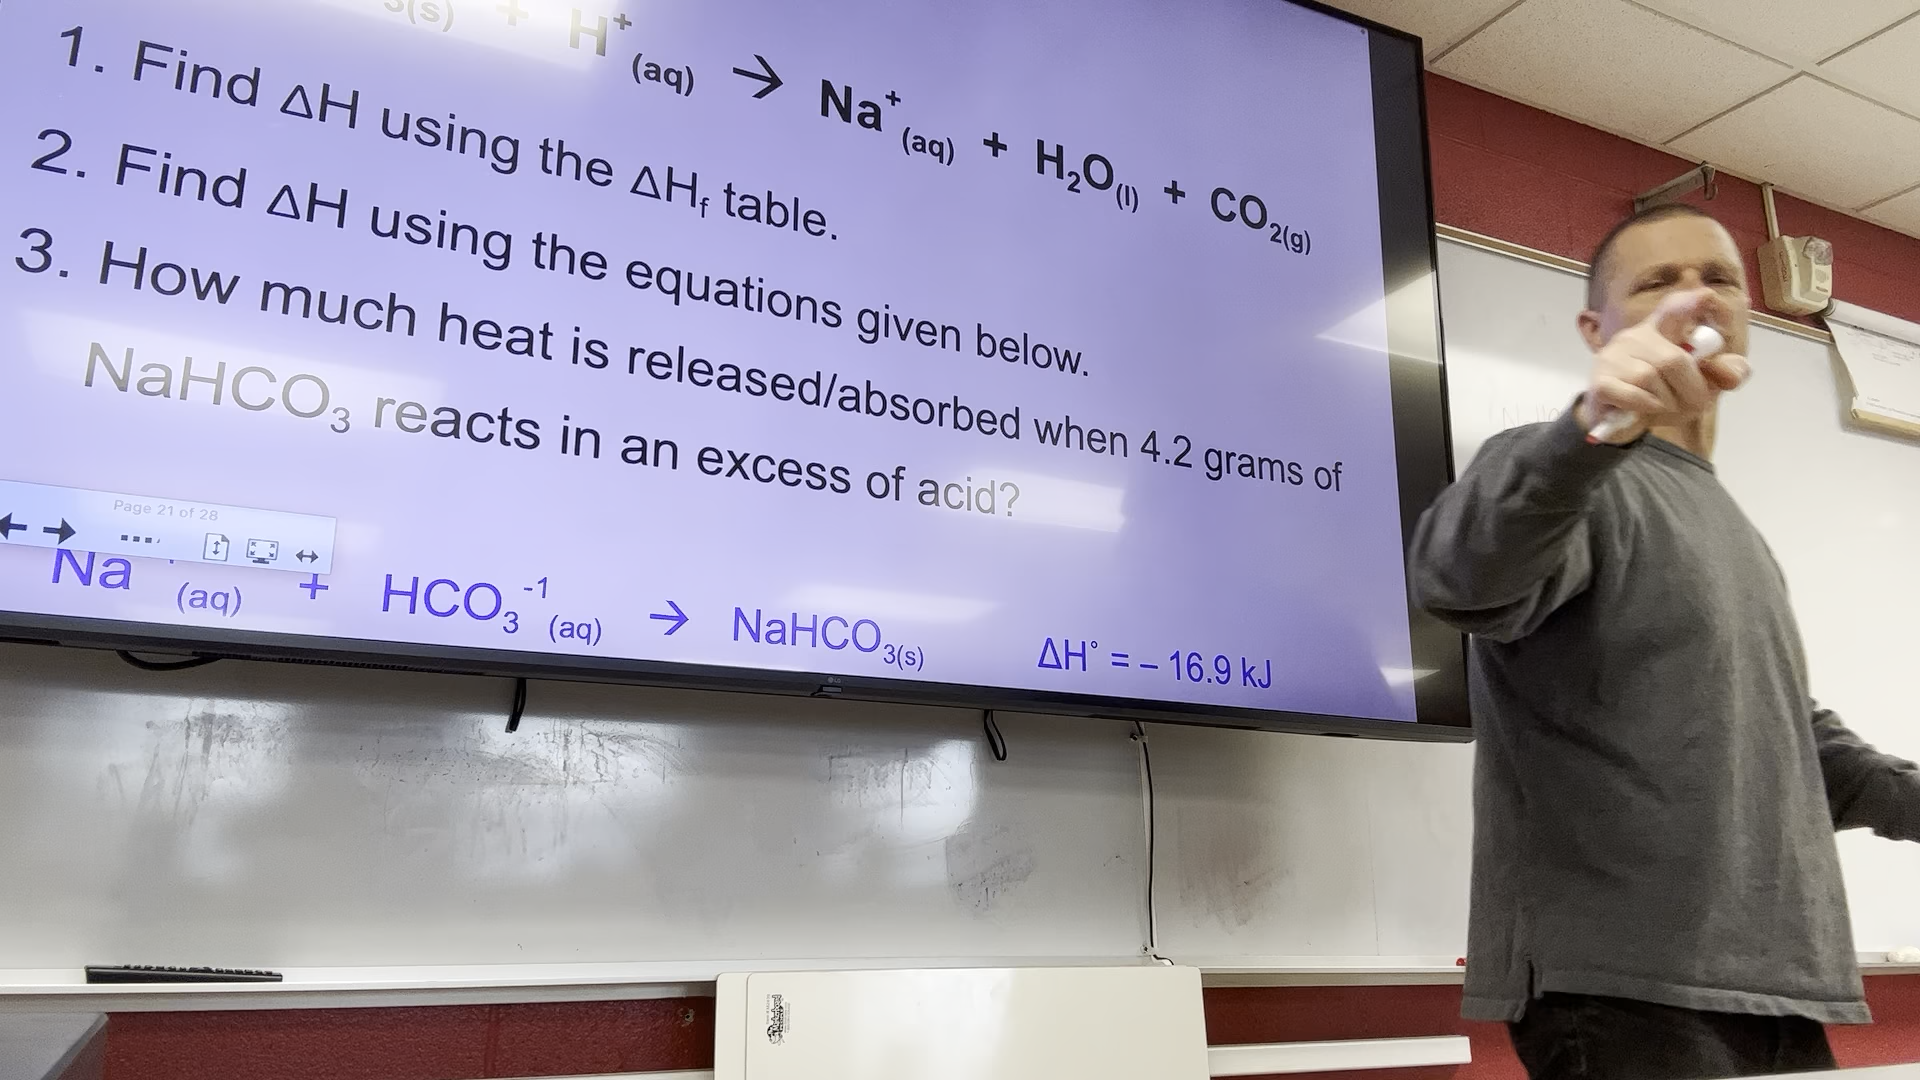 3(s) + H⁺(aq) → Na⁺(aq) + H₂O(l) + CO₂(g)
1. Find ΔH using the ΔHf table.
2. Find ΔH using the equations given below.
3. How much heat is released/absorbed when 4.2 grams of
NaHCO₃ reacts in an excess of acid?
Page 21 of 28
Na (aq) + HCO₃⁻¹(aq) → NaHCO₃(s) ΔH° = – 16.9 kJ
LG